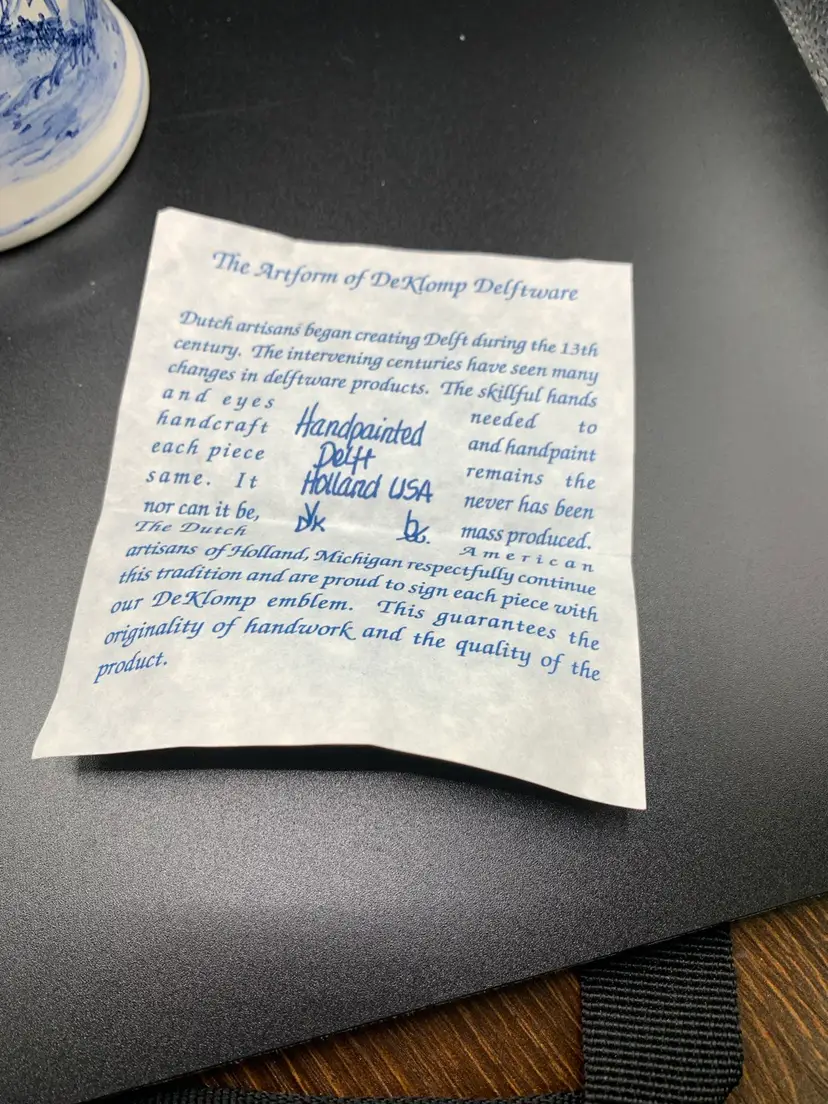 The Artform of DeKlomp Delftware
Dutch artisans began creating Delft during the 13th
century. The intervening centuries have seen many
changes in delftware products. The skillful hands
and eyes needed to
handcraft and handpaint
each piece remains the
same. It never has been
nor can it be, mass produced.
Handpainted
Delft
Holland USA
The Dutch American
artisans of Holland, Michigan respectfully continue
this tradition and are proud to sign each piece with
our DeKlomp emblem. This guarantees the
originality of handwork and the quality of the
product.